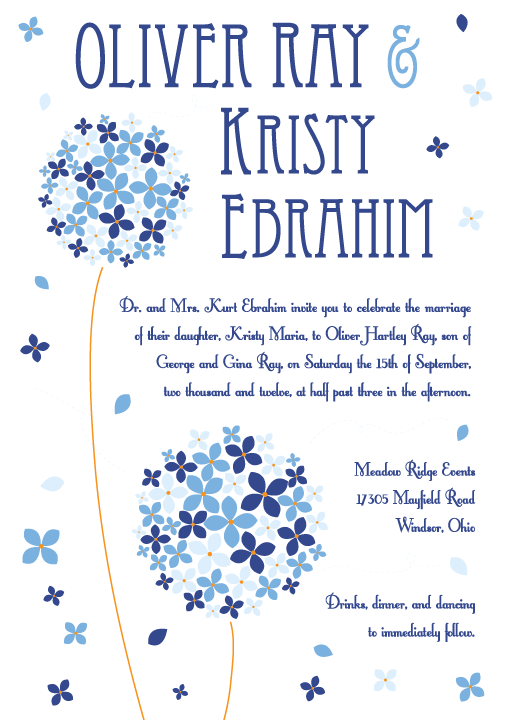 OLIVER RAY &
KRISTY
EBRAHIM
Dr. and Mrs. Kurt Ebrahim invite you to celebrate the marriage
of their daughter, Kristy Maria, to Oliver Hartley Ray, son of
George and Gina Ray, on Saturday the 15th of September,
two thousand and twelve, at half past three in the afternoon.
Meadow Ridge Events
17305 Mayfield Road
Windsor, Ohio
Drinks, dinner, and dancing
to immediately follow.